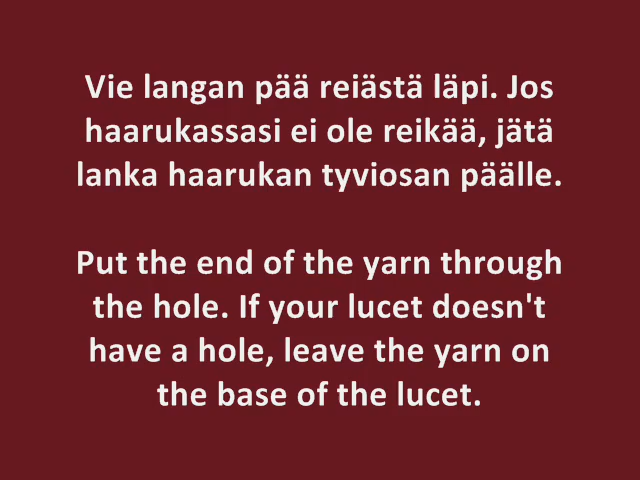 Vie langan pää reiästä läpi. Jos
haarukassasi ei ole reikää, jätä
lanka haarukan tyviosan päälle.
Put the end of the yarn through
the hole. If your lucet doesn't
have a hole, leave the yarn on
the base of the lucet.